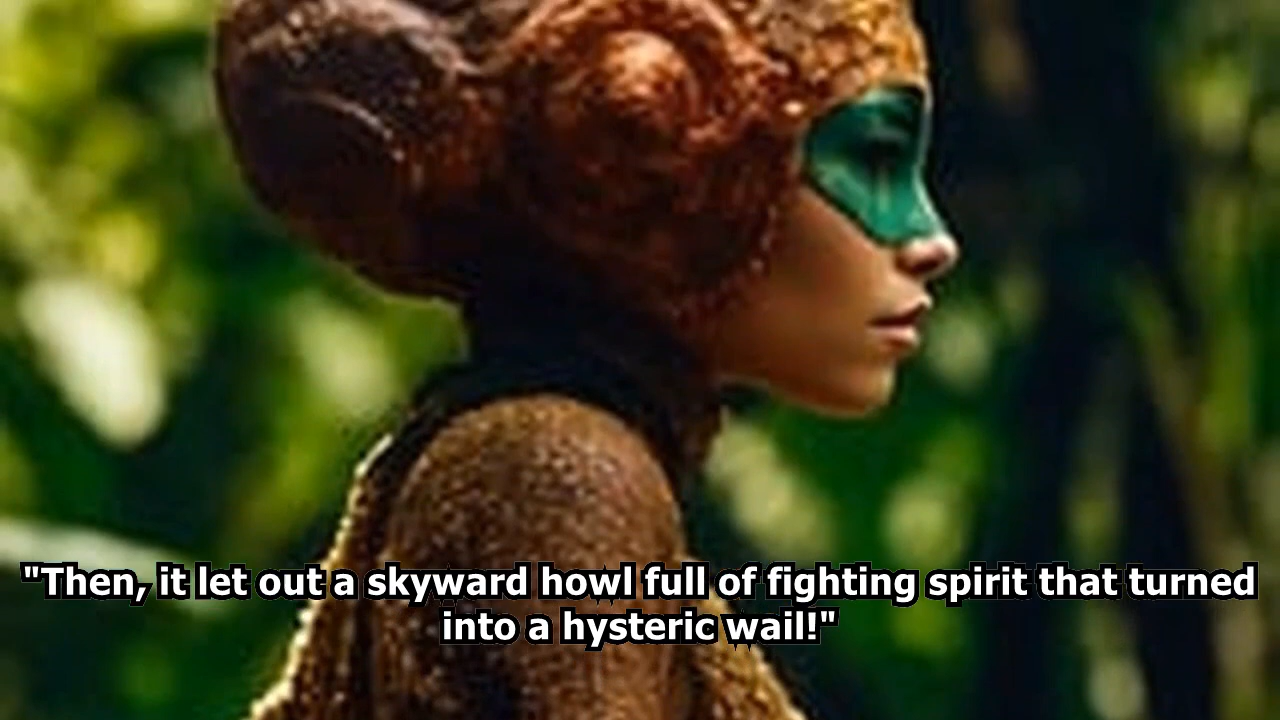 "Then, it let out a skyward howl full of fighting spirit that turned
into a hysteric wail!"